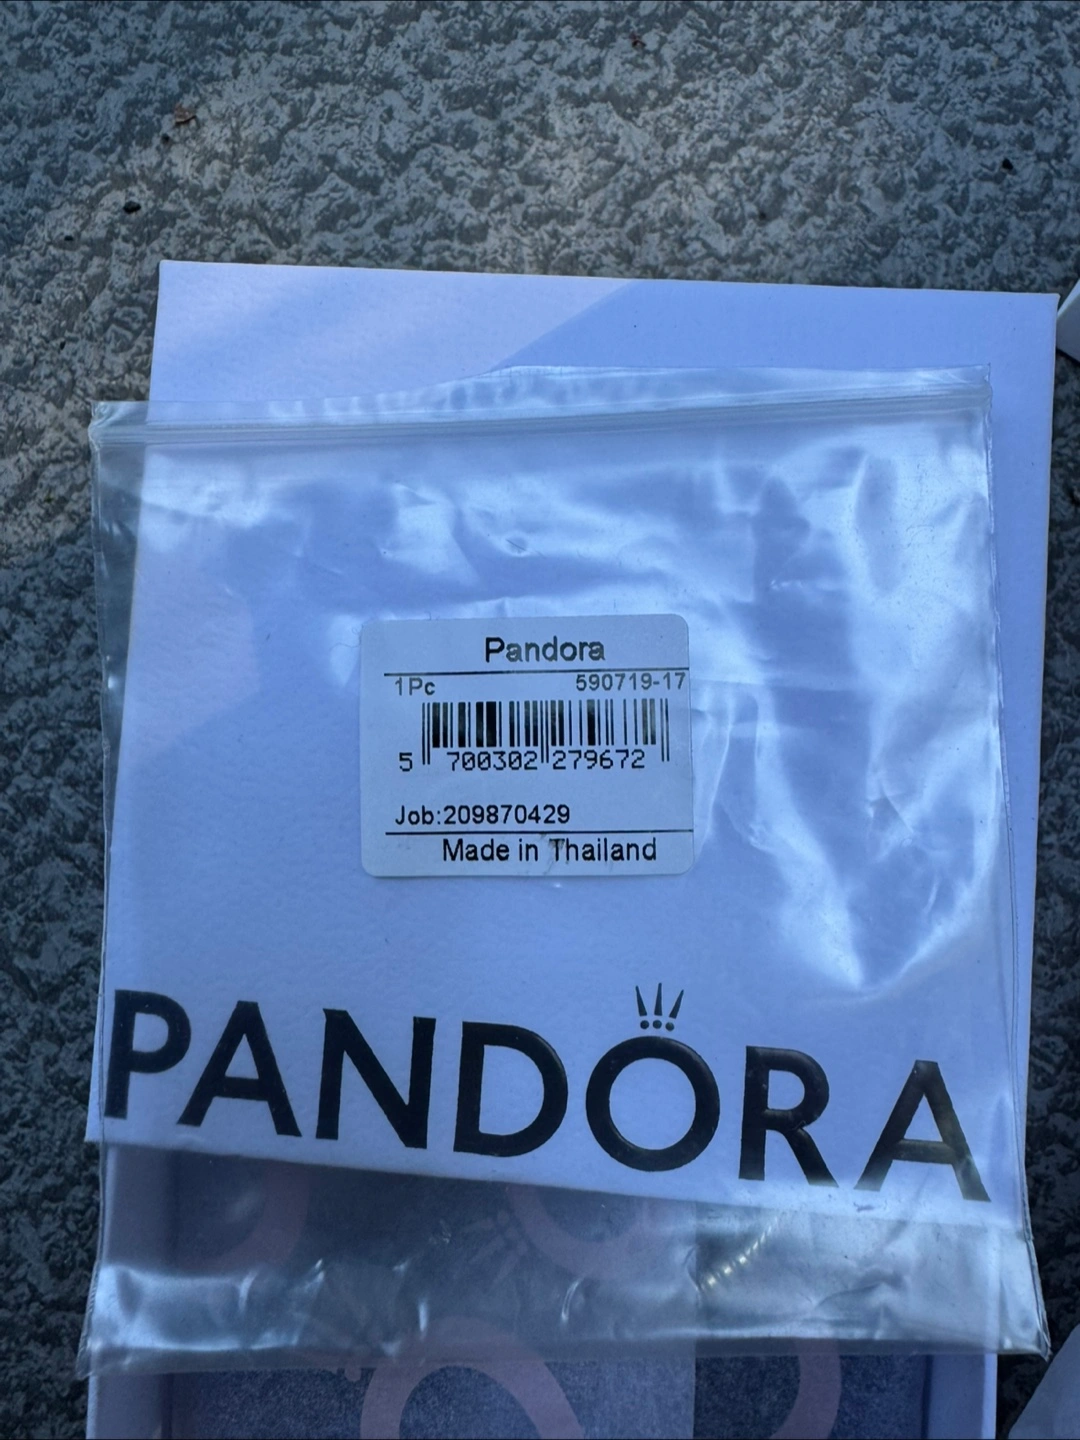 Pandora
1Pc 590719-17
5 700302 279672
Job:209870429
Made in Thailand
PANDORA